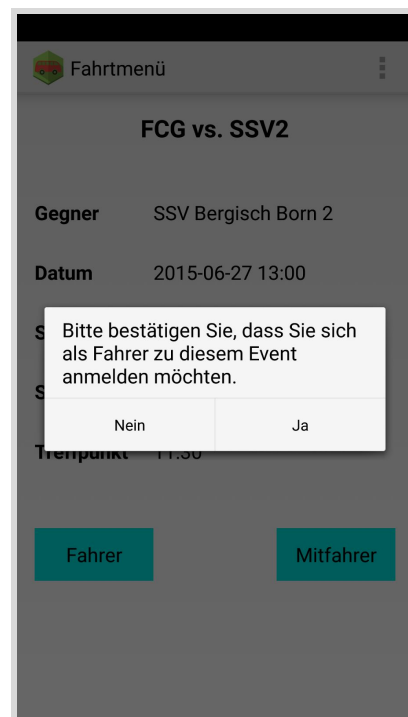 Fahrtmenü
FCG vs. SSV2
Gegner SSV Bergisch Born 2
Datum 2015-06-27 13:00
Bitte bestätigen Sie, dass Sie sich
als Fahrer zu diesem Event
anmelden möchten.
Nein Ja
Treffpunkt 11:30
Fahrer Mitfahrer